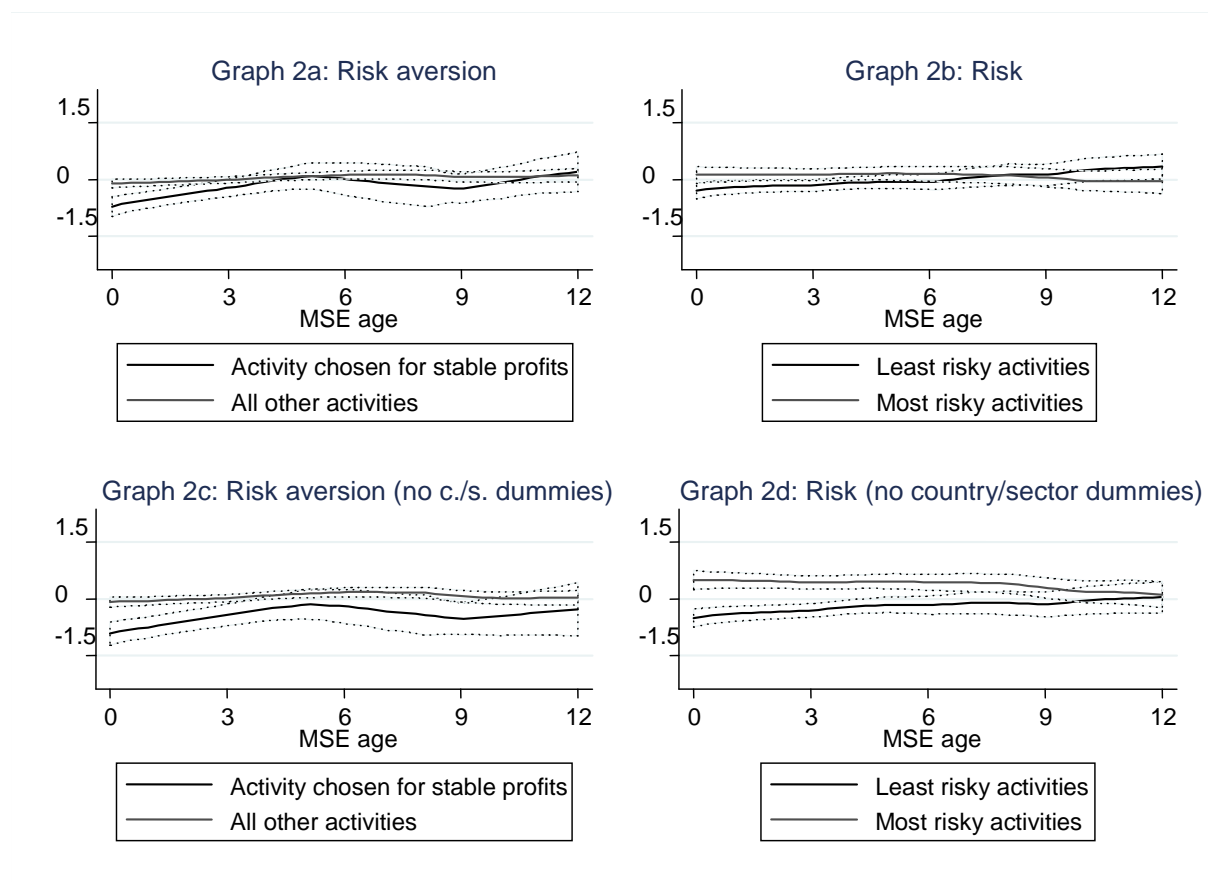 Graph 2a: Risk aversion
1.5
0
-1.5
0 3 6 9 12
MSE age
Activity chosen for stable profits
All other activities
Graph 2b: Risk
1.5
0
-1.5
0 3 6 9 12
MSE age
Least risky activities
Most risky activities
Graph 2c: Risk aversion (no c./s. dummies)
1.5
0
-1.5
0 3 6 9 12
MSE age
Activity chosen for stable profits
All other activities
Graph 2d: Risk (no country/sector dummies)
1.5
0
-1.5
0 3 6 9 12
MSE age
Least risky activities
Most risky activities